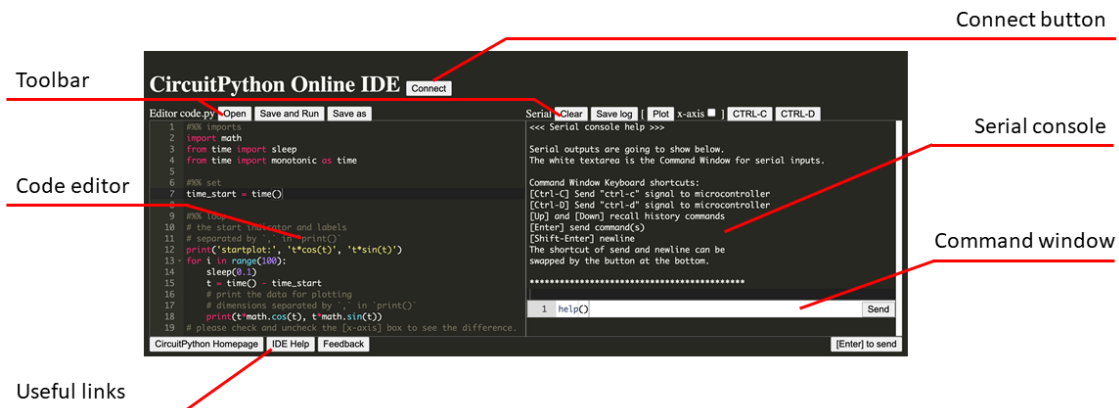 Connect button
Toolbar
CircuitPython Online IDE Connect
Editor code.py Open Save and Run Save as
Serial Clear Save log [ Plot x-axis ] CTRL-C CTRL-D
Serial console
Code editor
1 #%% imports
2 import math
3 from time import sleep
4 from time import monotonic as time
5
6 #%% set
7 time_start = time()
8
9 #%% loop
10 # the start indicator and labels
11 # separated by `,` in `print()`
12 print('startplot:', 't*cos(t)', 't*sin(t)')
13 for i in range(100):
14 sleep(0.1)
15 t = time() - time_start
16 # print the data for plotting
17 # dimensions separated by `,` in `print()`
18 print(t*math.cos(t), t*math.sin(t))
19 # please check and uncheck the [x-axis] box to see the difference.
<<< Serial console help >>>
Serial outputs are going to show below.
The white textarea is the Command Window for serial inputs.
Command Window Keyboard shortcuts:
[Ctrl-C] Send "ctrl-c" signal to microcontroller
[Ctrl-D] Send "ctrl-d" signal to microcontroller
[Up] and [Down] recall history commands
[Enter] send command(s)
[Shift-Enter] newline
The shortcut of send and newline can be
swapped by the button at the bottom.
Command window
1 help() Send
CircuitPython Homepage IDE Help Feedback
[Enter] to send
Useful links